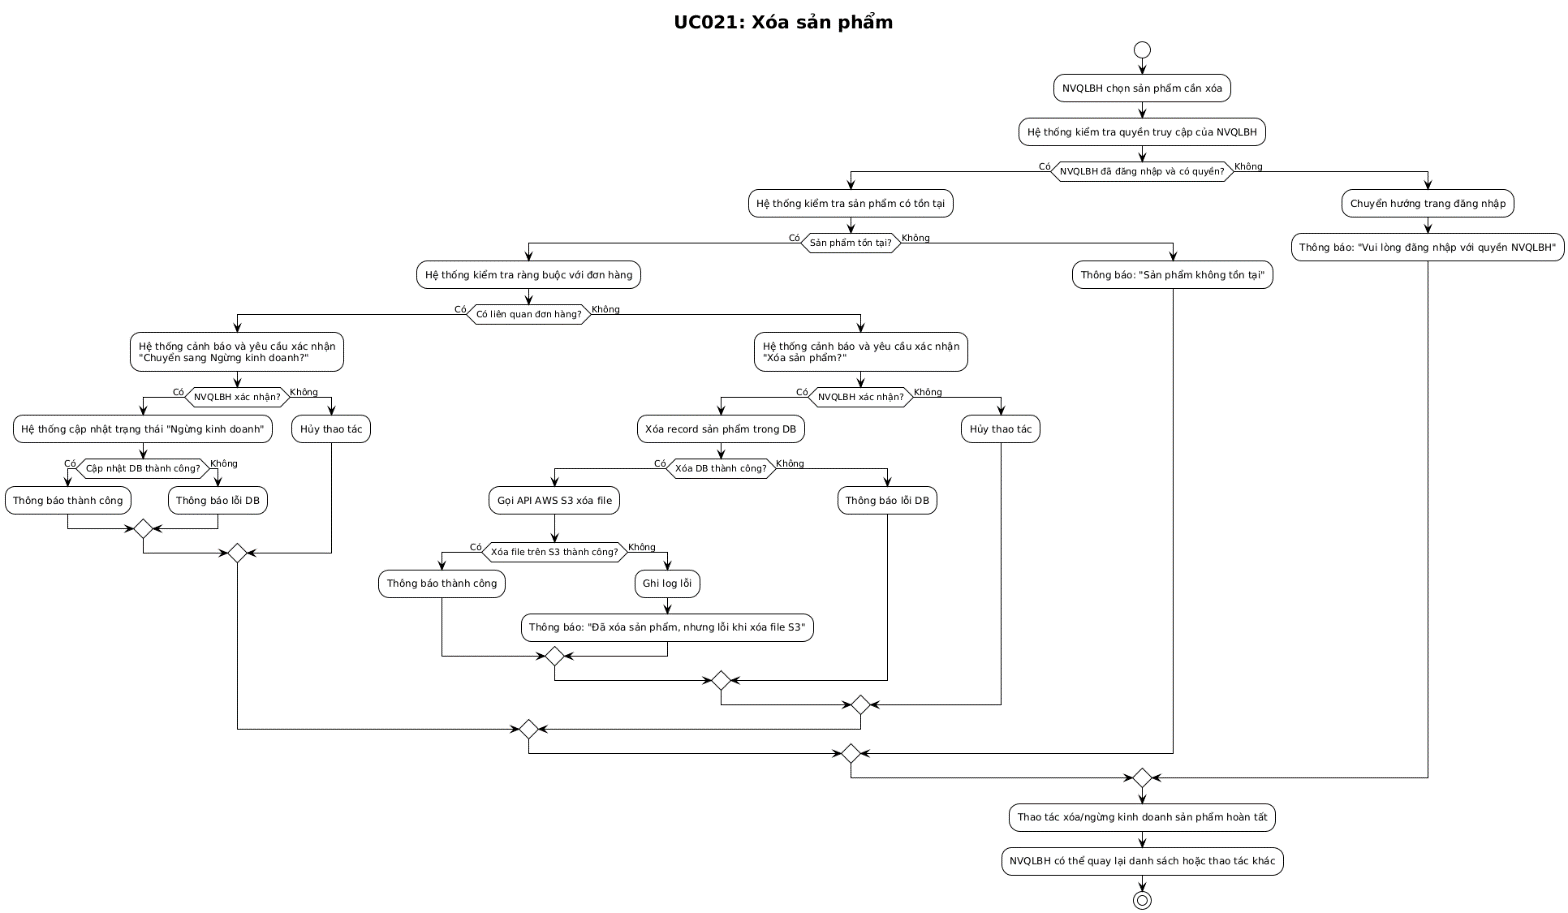 UC021: Xóa sản phẩm
NVQLBH chọn sản phẩm cần xóa
Hệ thống kiểm tra quyền truy cập của NVQLBH
Có
NVQLBH đã đăng nhập và có quyền?
Không
Hệ thống kiểm tra sản phẩm có tồn tại
Chuyển hướng trang đăng nhập
Có
Sản phẩm tồn tại?
Không
Thông báo: "Vui lòng đăng nhập với quyền NVQLBH"
Hệ thống kiểm tra ràng buộc với đơn hàng
Thông báo: "Sản phẩm không tồn tại"
Có
Có liên quan đơn hàng?
Không
Hệ thống cảnh báo và yêu cầu xác nhận
"Chuyển sang Ngừng kinh doanh?"
Hệ thống cảnh báo và yêu cầu xác nhận
"Xóa sản phẩm?"
Có
NVQLBH xác nhận?
Không
Có
NVQLBH xác nhận?
Không
Hệ thống cập nhật trạng thái "Ngừng kinh doanh"
Hủy thao tác
Xóa record sản phẩm trong DB
Hủy thao tác
Có
Cập nhật DB thành công?
Không
Có
Xóa DB thành công?
Không
Thông báo thành công
Thông báo lỗi DB
Gọi API AWS S3 xóa file
Thông báo lỗi DB
Có
Xóa file trên S3 thành công?
Không
Thông báo thành công
Ghi log lỗi
Thông báo: "Đã xóa sản phẩm, nhưng lỗi khi xóa file S3"
Thao tác xóa/ngừng kinh doanh sản phẩm hoàn tất
NVQLBH có thể quay lại danh sách hoặc thao tác khác